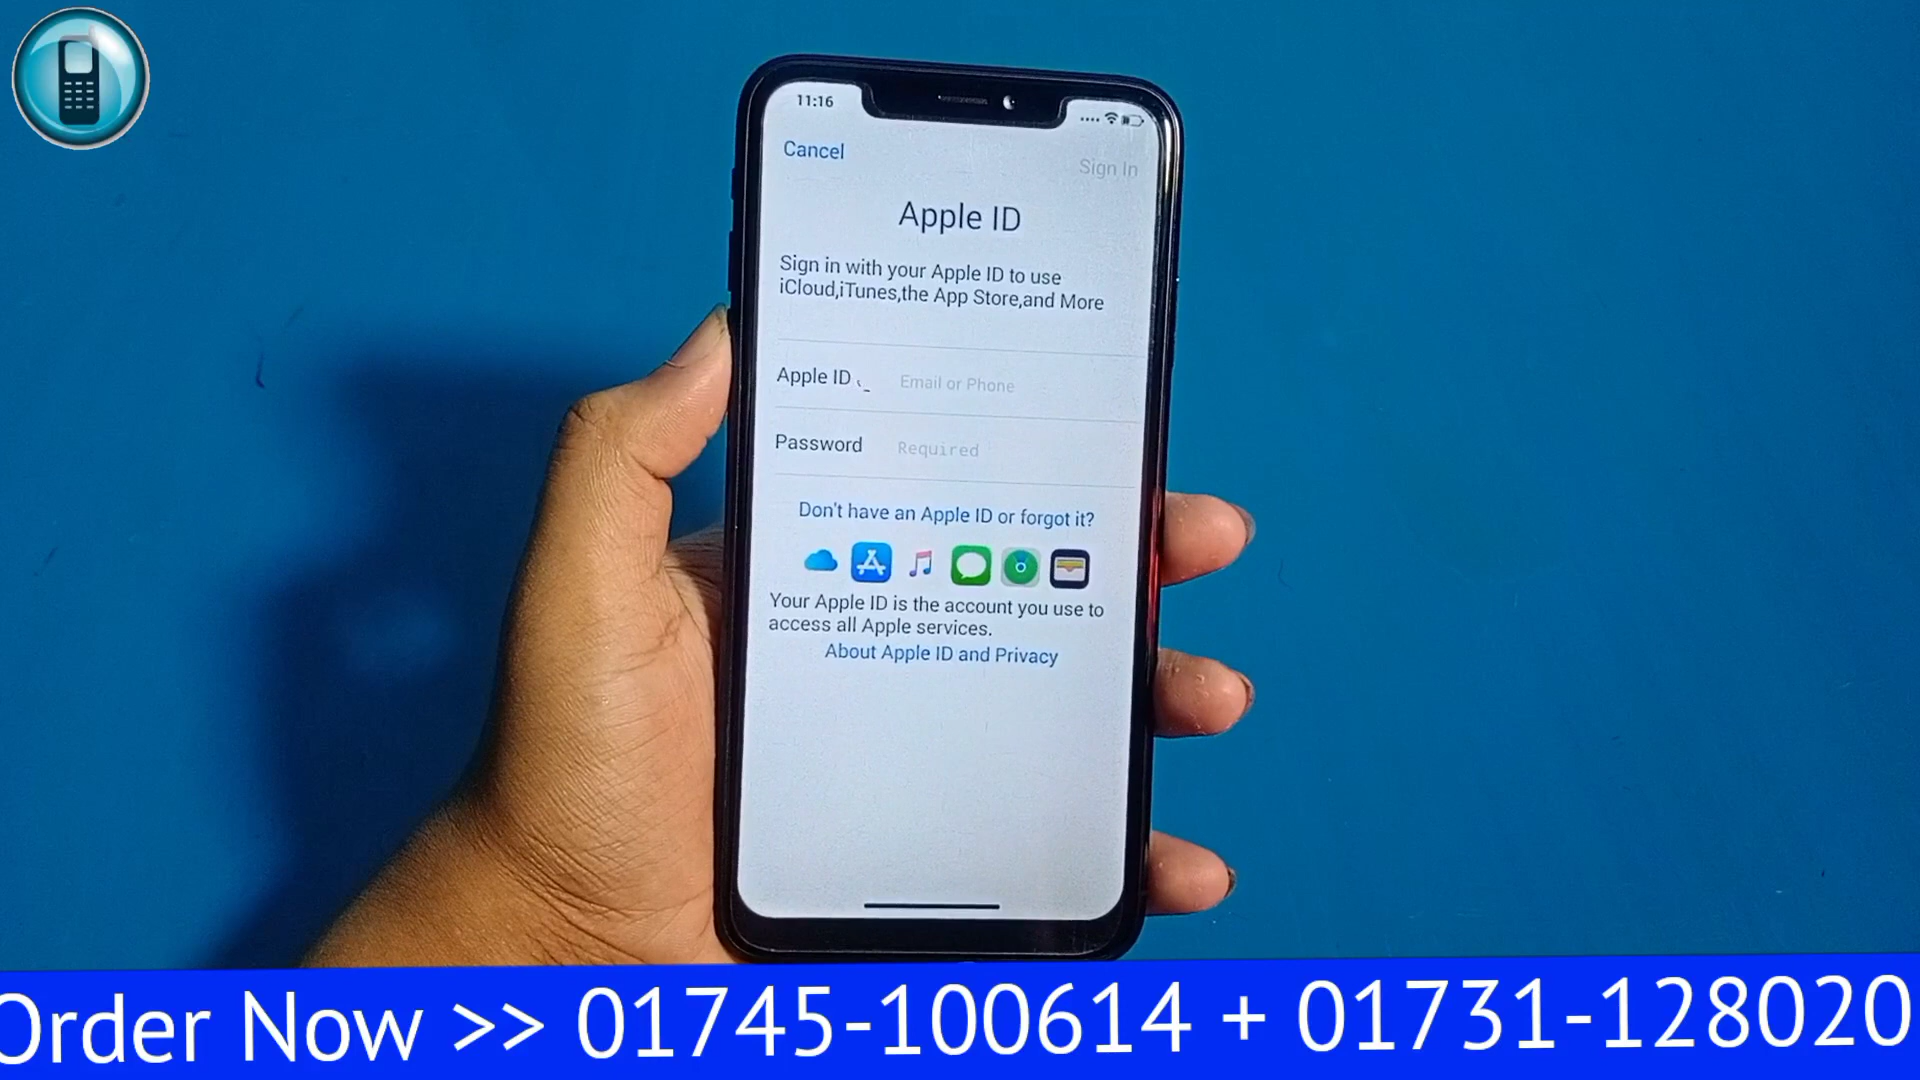 11:16
Cancel
Sign In
Apple ID
Sign in with your Apple ID to use
iCloud,iTunes,the App Store,and More
Apple ID
Email or Phone
Password
Required
Don't have an Apple ID or forgot it?
Your Apple ID is the account you use to
access all Apple services.
About Apple ID and Privacy
Order Now >> 01745-100614 + 01731-128020